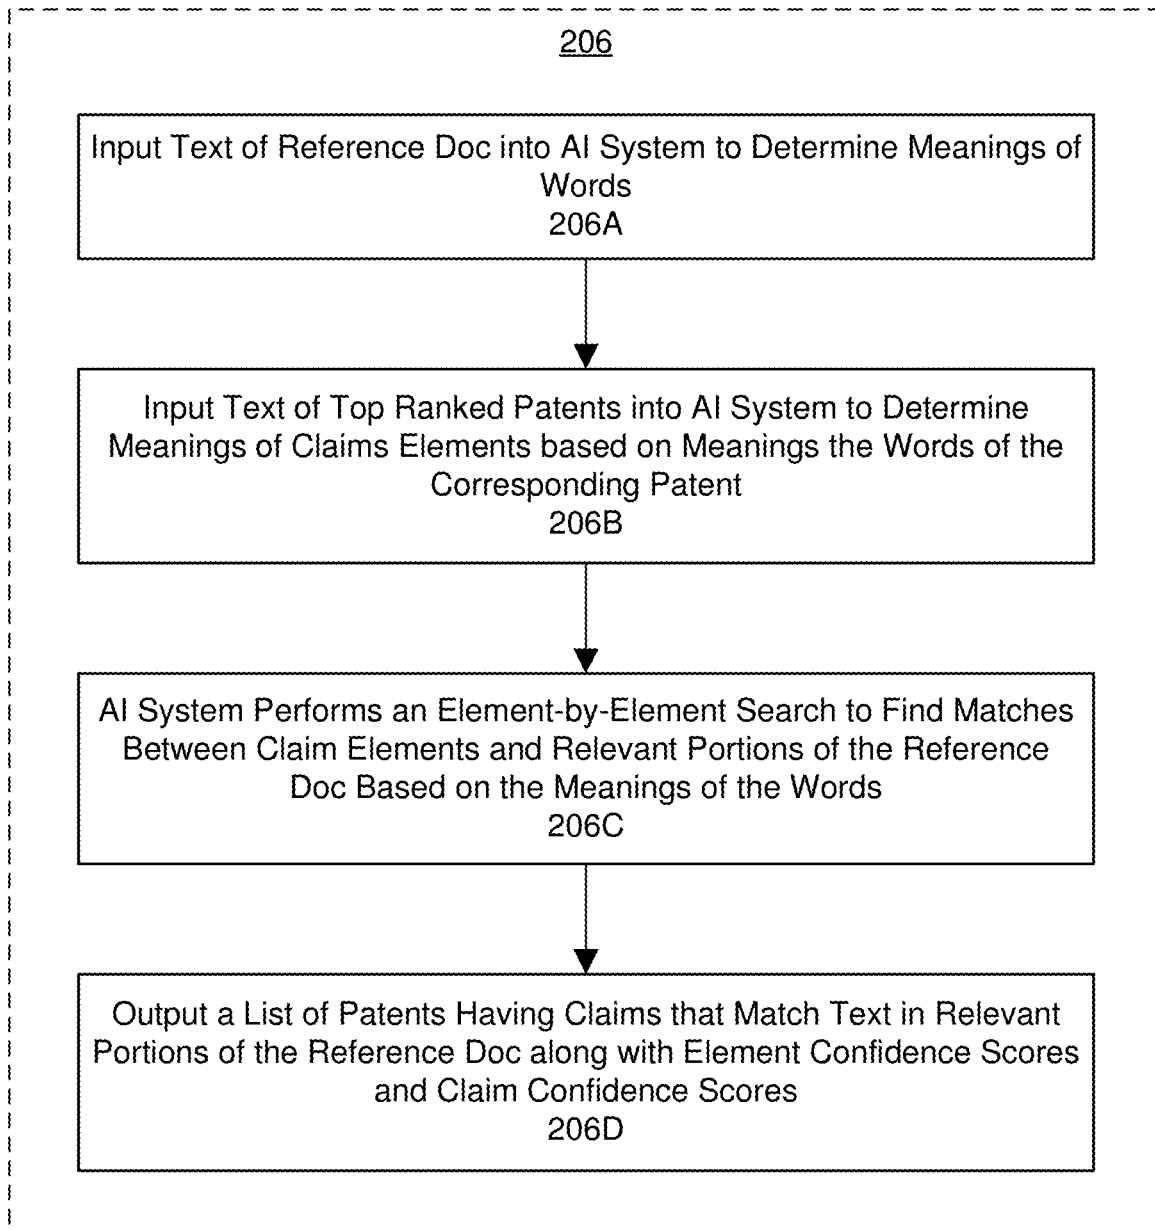 206
Input Text of Reference Doc into AI System to Determine Meanings of
Words
206A
Input Text of Top Ranked Patents into AI System to Determine
Meanings of Claims Elements based on Meanings the Words of the
Corresponding Patent
206B
AI System Performs an Element-by-Element Search to Find Matches
Between Claim Elements and Relevant Portions of the Reference
Doc Based on the Meanings of the Words
206C
Output a List of Patents Having Claims that Match Text in Relevant
Portions of the Reference Doc along with Element Confidence Scores
and Claim Confidence Scores
206D